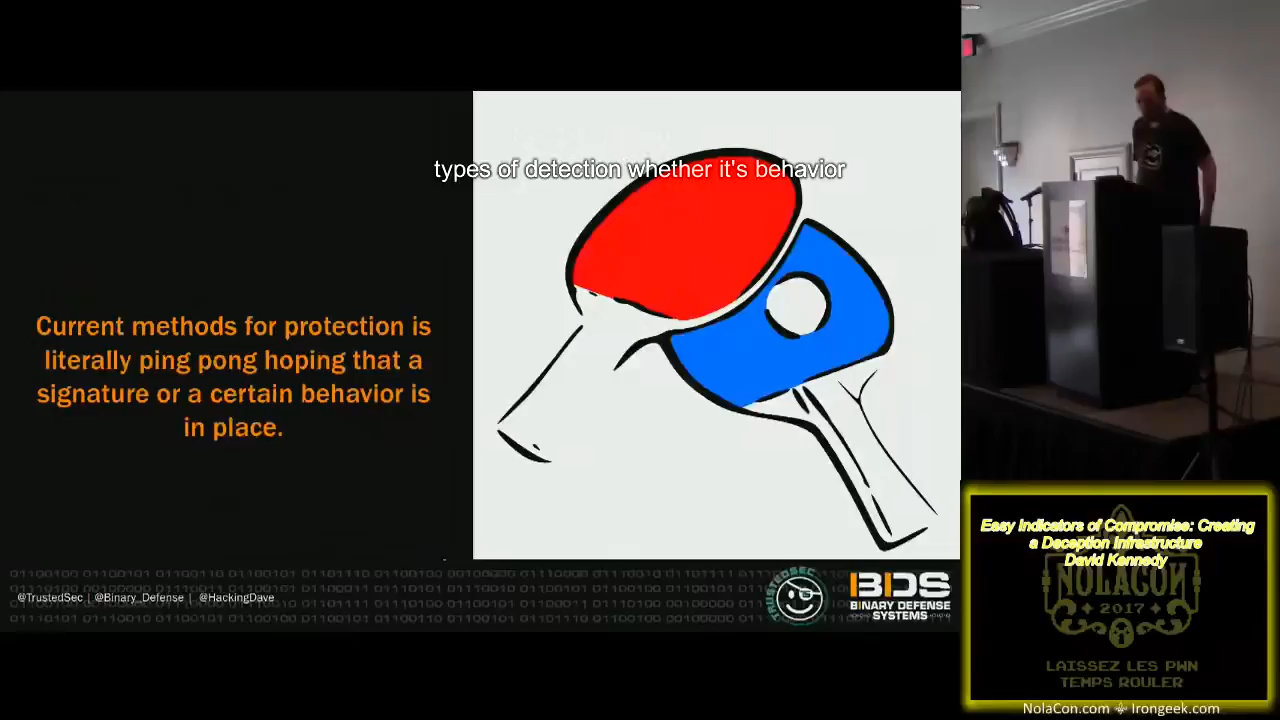 types of detection whether it's behavior
Current methods for protection is
literally ping pong hoping that a
signature or a certain behavior is
in place.
@TrustedSec | @Binary_Defense | @HackingDave
TRUSTEDSEC
BDS
BINARY DEFENSE
SYSTEMS
Easy Indicators of Compromise: Creating
a Deception Infrastructure
David Kennedy
NOLACON
2017
LAISSEZ LES PWN
TEMPS ROULER
NolaCon.com Irongeek.com